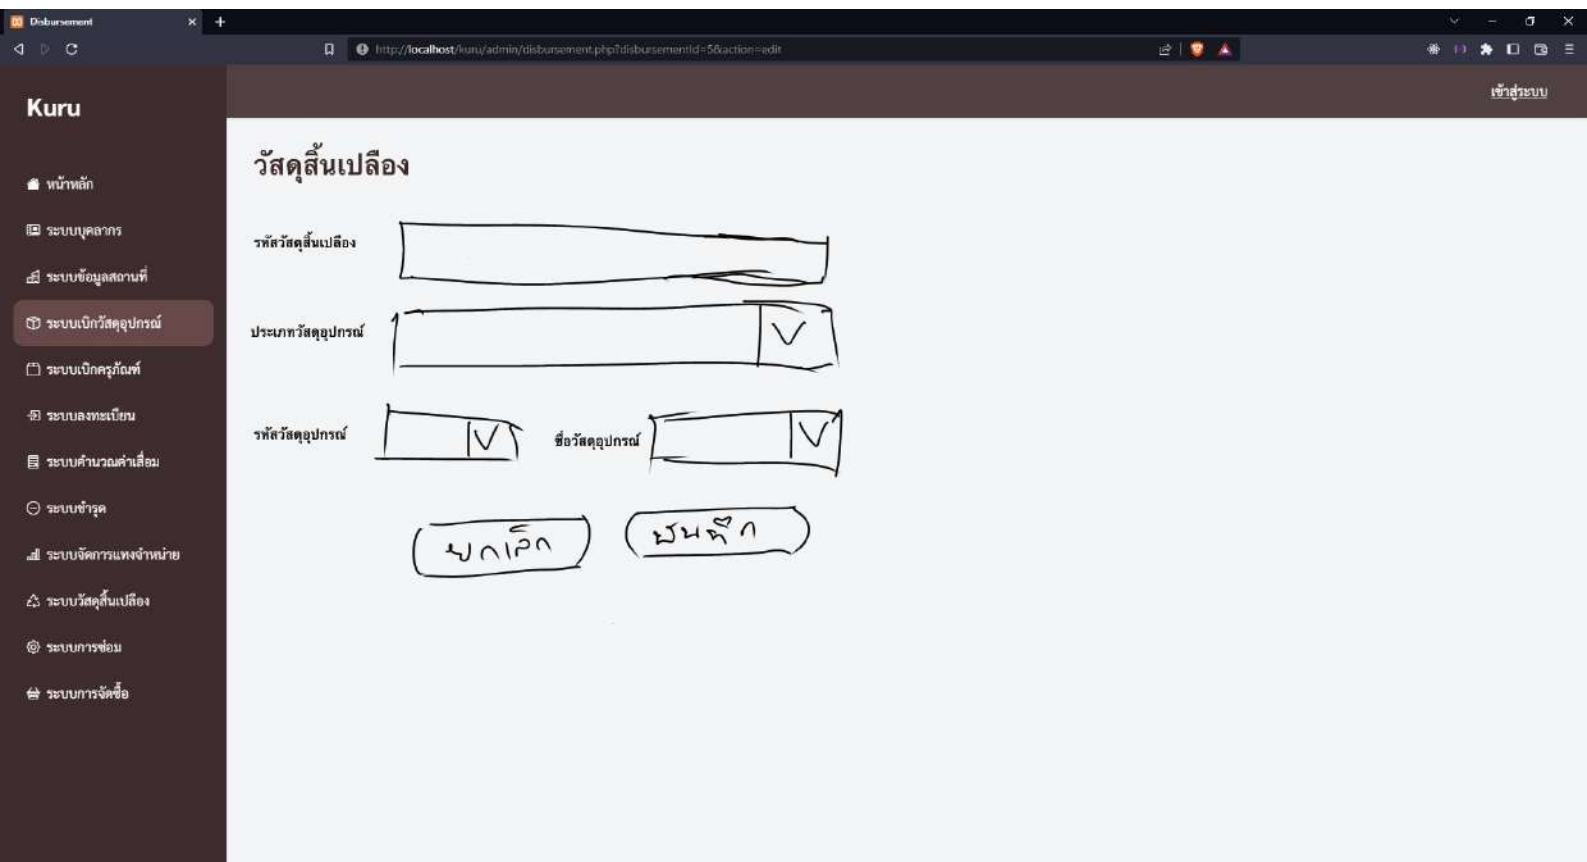 Disbursement
http://localhost/kuru/admin/disbursement.php?disbursementId=5&action=edit
Kuru
เข้าสู่ระบบ
หน้าหลัก
ระบบบุคลากร
ระบบข้อมูลสถานที่
ระบบเบิกวัสดุอุปกรณ์
ระบบเบิกครุภัณฑ์
ระบบลงทะเบียน
ระบบคำนวณค่าเสื่อม
ระบบชำรุด
ระบบจัดการแทงจำหน่าย
ระบบวัสดุสิ้นเปลือง
ระบบการซ่อม
ระบบการจัดซื้อ
วัสดุสิ้นเปลือง
รหัสวัสดุสิ้นเปลือง
ประเภทวัสดุอุปกรณ์
รหัสวัสดุอุปกรณ์ ชื่อวัสดุอุปกรณ์
ยกเลิก บันทึก